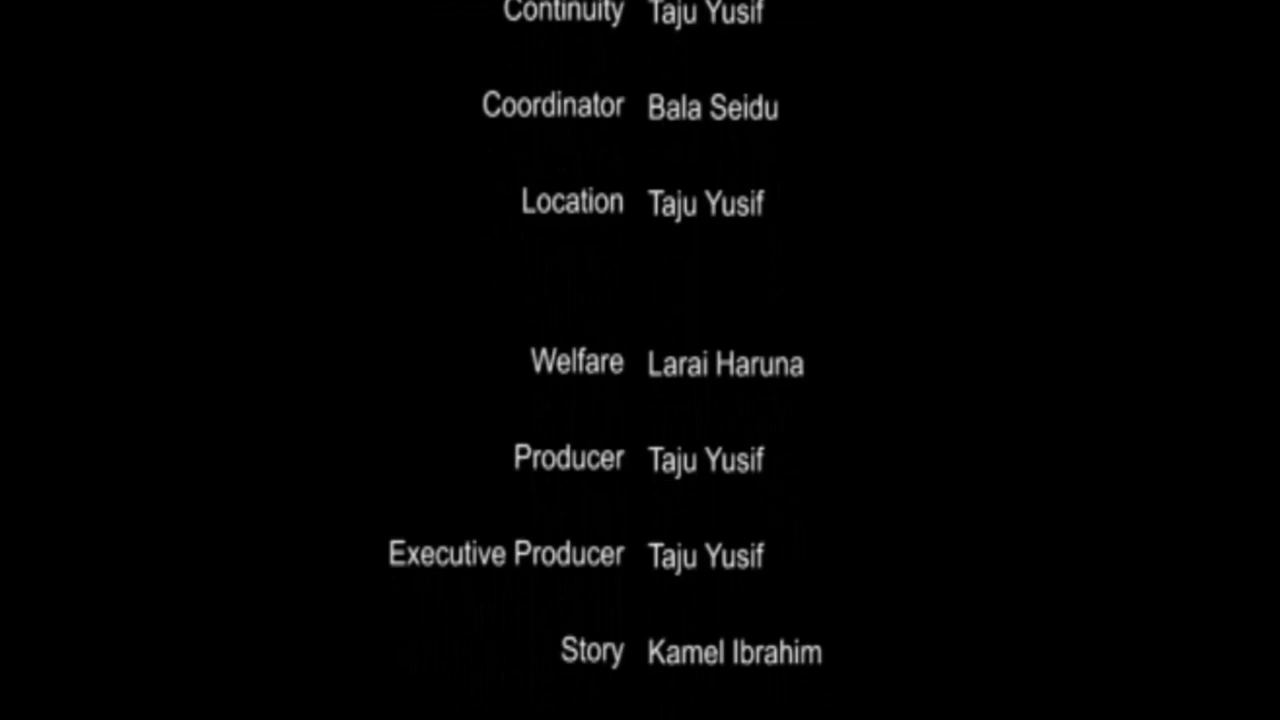 Continuity Taju Yusif
Coordinator Bala Seidu
Location Taju Yusif
Welfare Larai Haruna
Producer Taju Yusif
Executive Producer Taju Yusif
Story Kamel Ibrahim